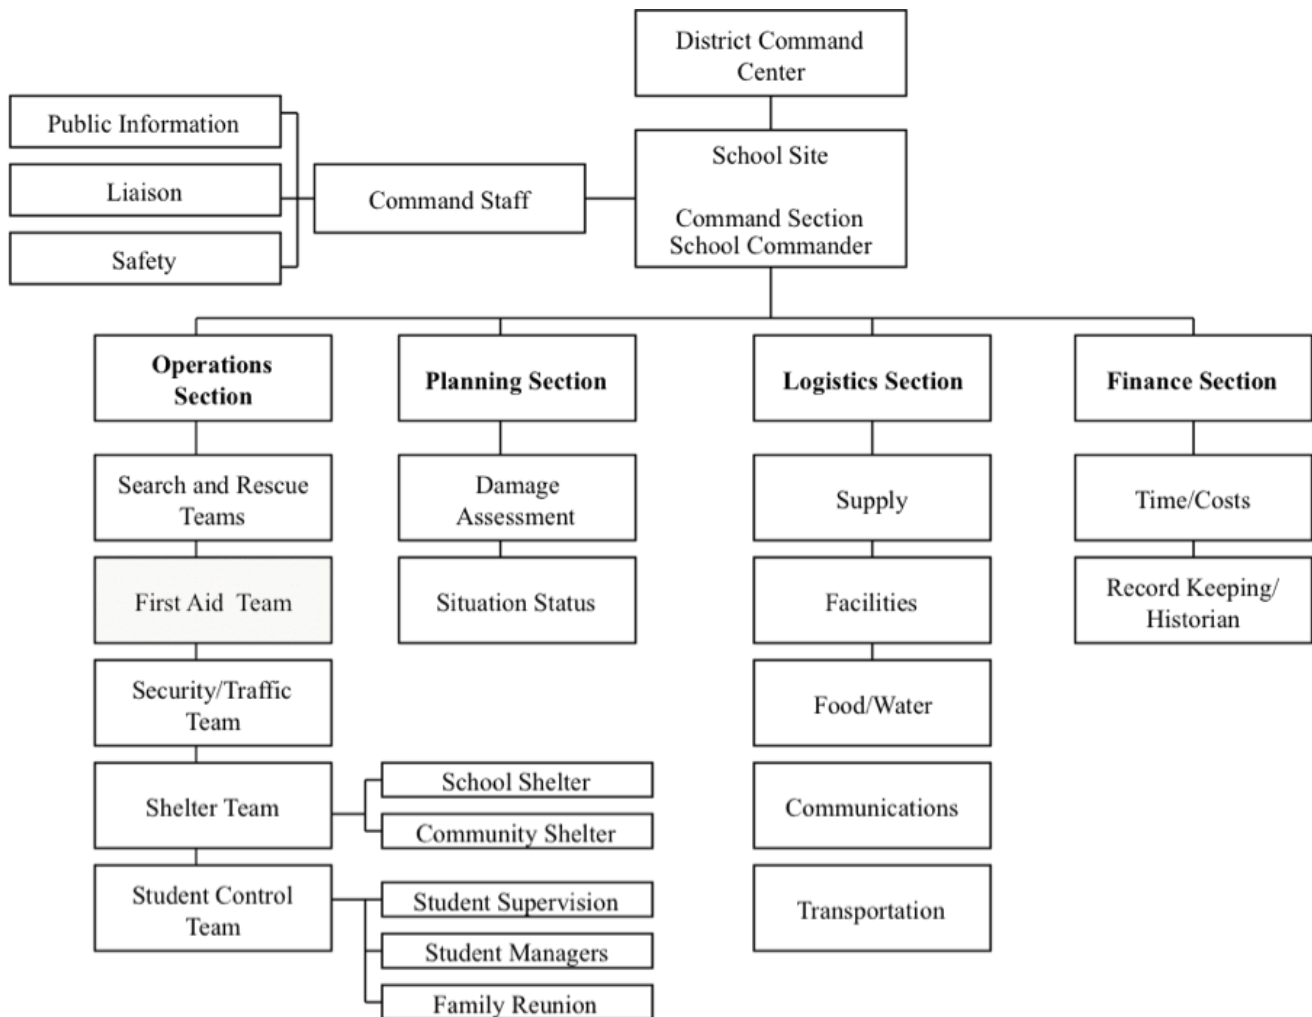 District Command
Center
Public Information
Liaison
Safety
Command Staff
School Site
Command Section
School Commander
Operations
Section
Planning Section
Logistics Section
Finance Section
Search and Rescue
Teams
Damage
Assessment
Supply
Time/Costs
First Aid Team
Situation Status
Facilities
Record Keeping/
Historian
Security/Traffic
Team
Food/Water
Shelter Team
School Shelter
Community Shelter
Communications
Student Control
Team
Student Supervision
Student Managers
Family Reunion
Transportation